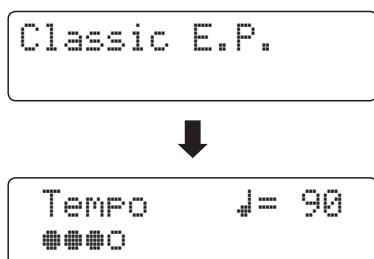 Classic E.P.
Tempo ♩= 90